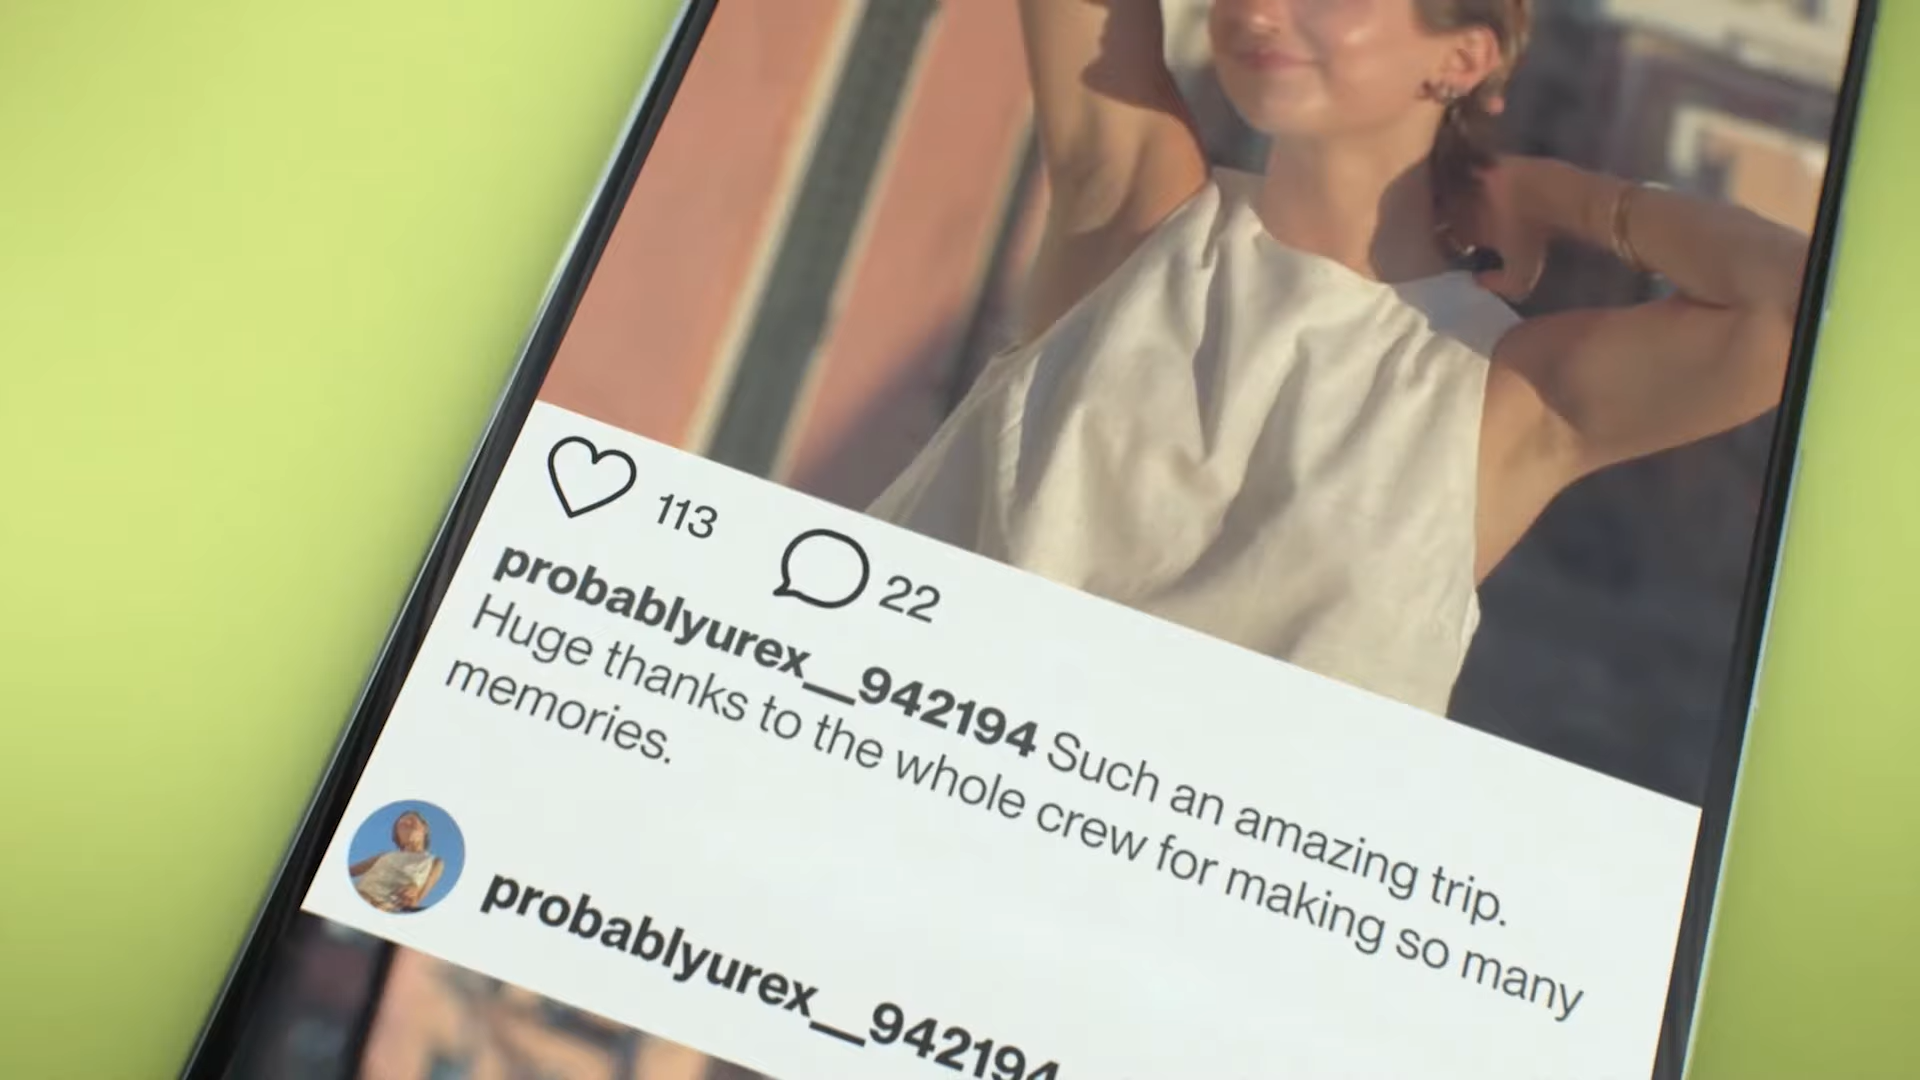 113 22
probablyurex__942194 Such an amazing trip.
Huge thanks to the whole crew for making so many
memories.
probablyurex__942194